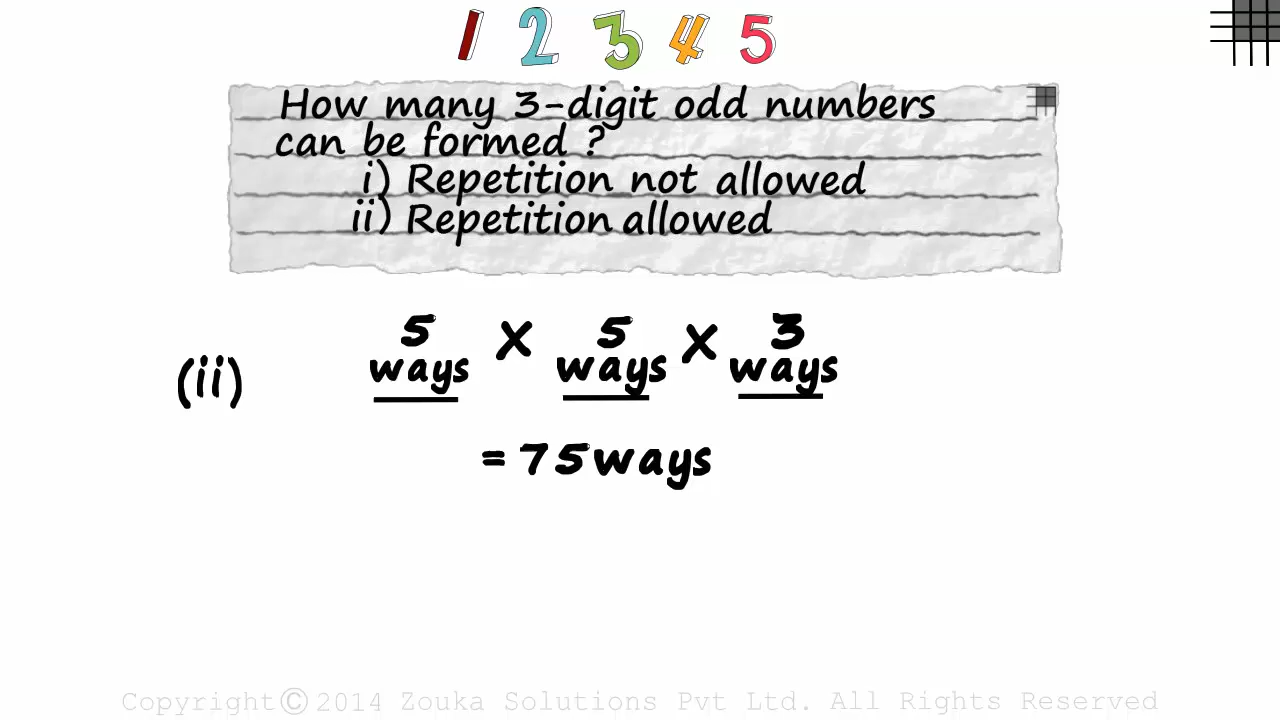 1 2 3 4 5
How many 3-digit odd numbers
can be formed ?
i) Repetition not allowed
ii) Repetition allowed
5 x 5 x 3
(ii) ways ways ways
= 75 ways
Copyright © 2014 Zouka Solutions Pvt Ltd. All Rights Reserved